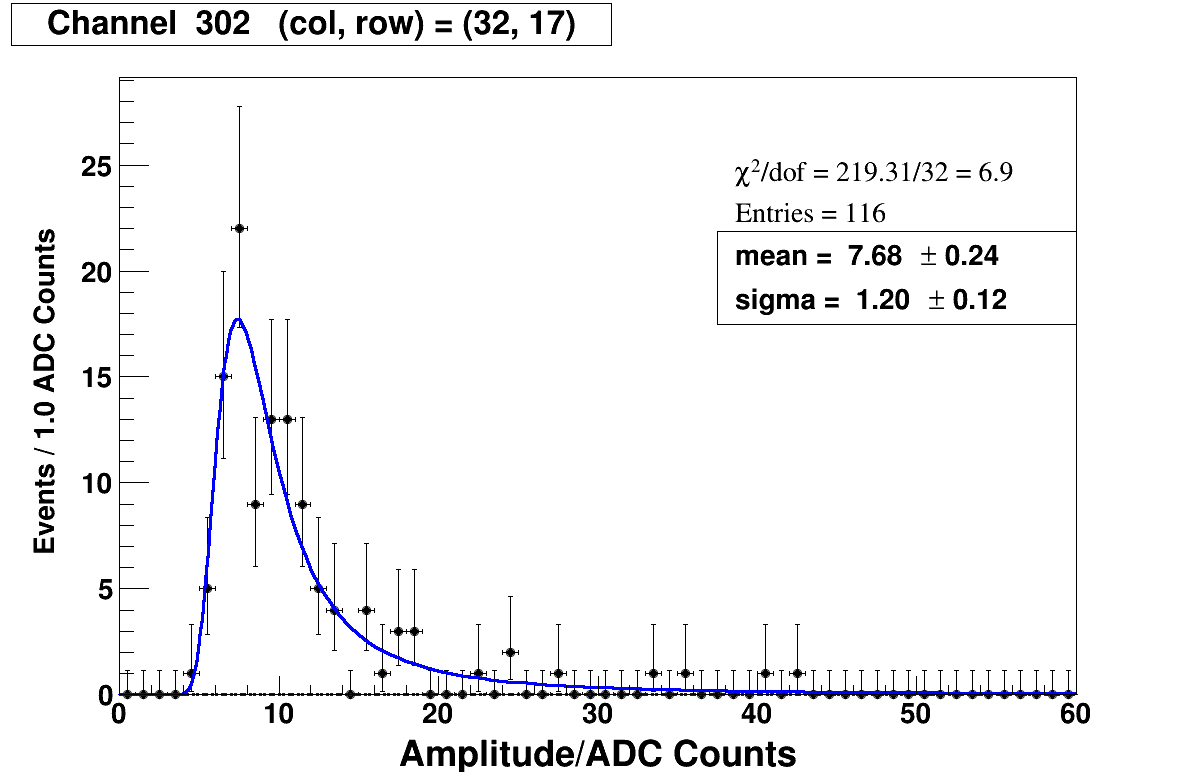 Channel 302 (col, row) = (32, 17)
χ²/dof = 219.31/32 = 6.9
Entries = 116
mean = 7.68 ± 0.24
sigma = 1.20 ± 0.12
Events / 1.0 ADC Counts
25
20
15
10
5
0
0 10 20 30 40 50 60
Amplitude/ADC Counts